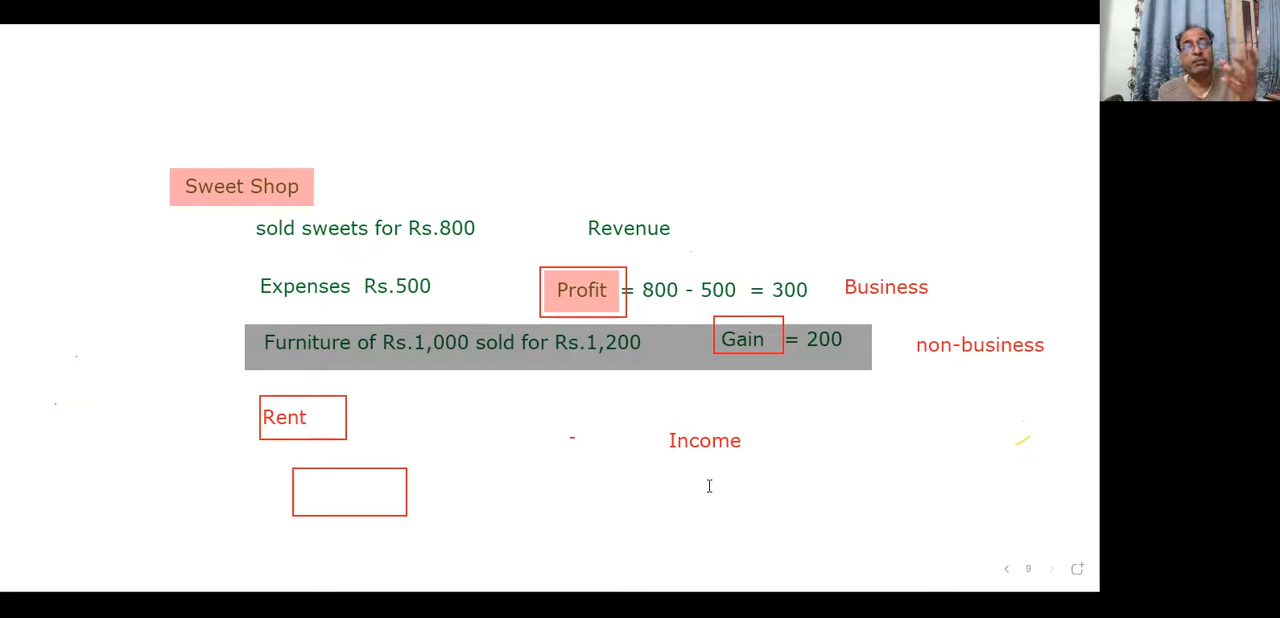 Sweet Shop
sold sweets for Rs.800 Revenue
Expenses Rs.500 Profit = 800 - 500 = 300 Business
Furniture of Rs.1,000 sold for Rs.1,200 Gain = 200 non-business
Rent
- Income
9